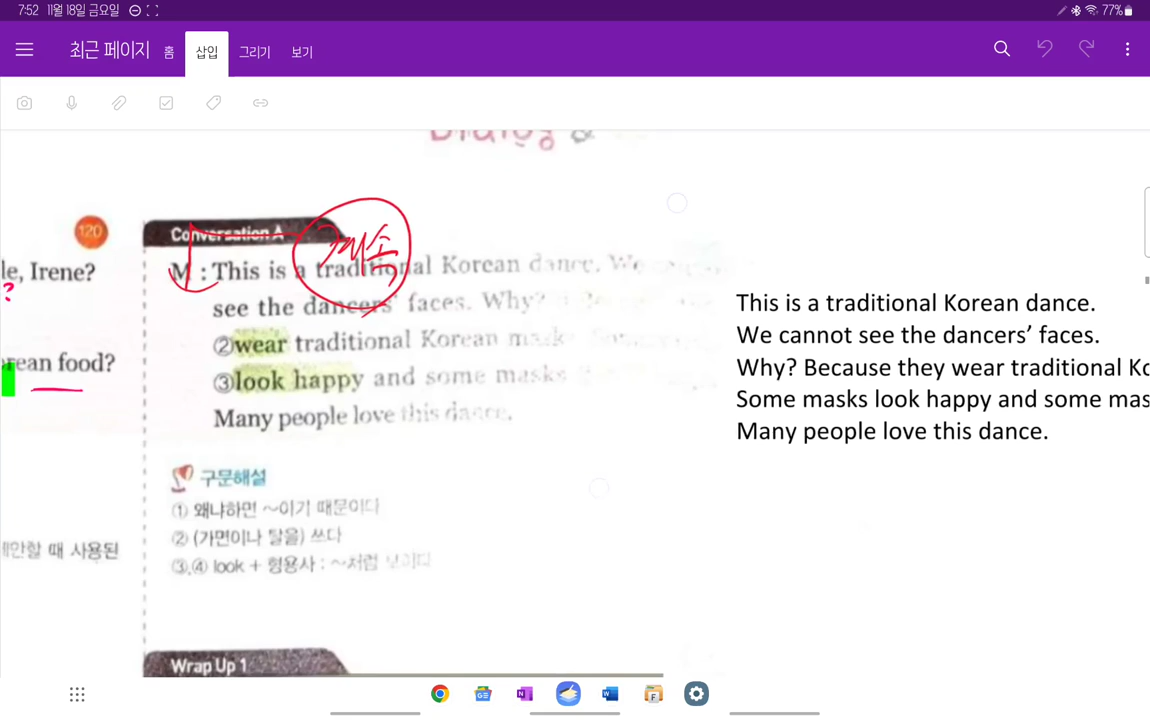 7:52 11월 18일 금요일
77%
최근 페이지 홈 삽입 그리기 보기
Dialog &
120
Conversation A
계속
le, Irene?
?
rean food?
M : This is a traditional Korean dance. We
see the dancers' faces. Why?
②wear traditional Korean masks
③look happy and some masks
Many people love this dance.
구문해설
① 왜냐하면 ~이기 때문이다
② (가면이나 탈을) 쓰다
③,④ look + 형용사 : ~처럼 보이다
제안할 때 사용된
Wrap Up 1
This is a traditional Korean dance.
We cannot see the dancers' faces.
Why? Because they wear traditional Ko
Some masks look happy and some mas
Many people love this dance.